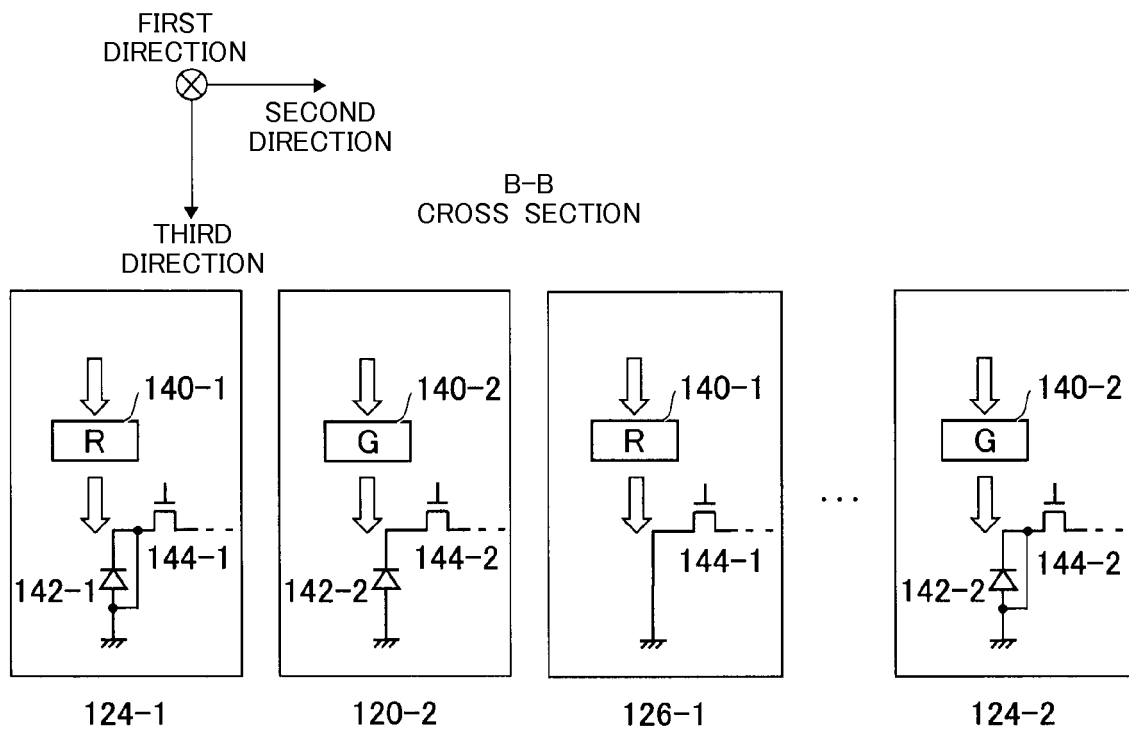 FIRST
DIRECTION
SECOND
DIRECTION
THIRD
DIRECTION
B-B
CROSS SECTION
140-1
R
144-1
142-1
124-1
140-2
G
144-2
142-2
120-2
140-1
R
144-1
126-1
...
140-2
G
144-2
142-2
124-2